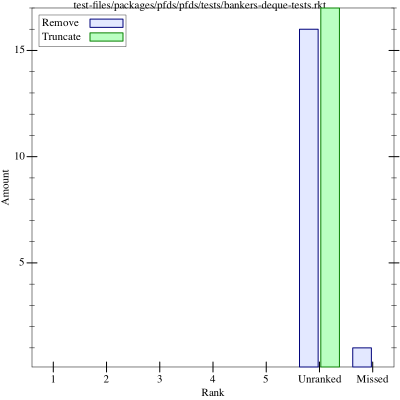 test-files/packages/pfds/pfds/tests/bankers-deque-tests.rkt
Remove
Truncate
15
10
5
Amount
1 2 3 4 5 Unranked Missed
Rank